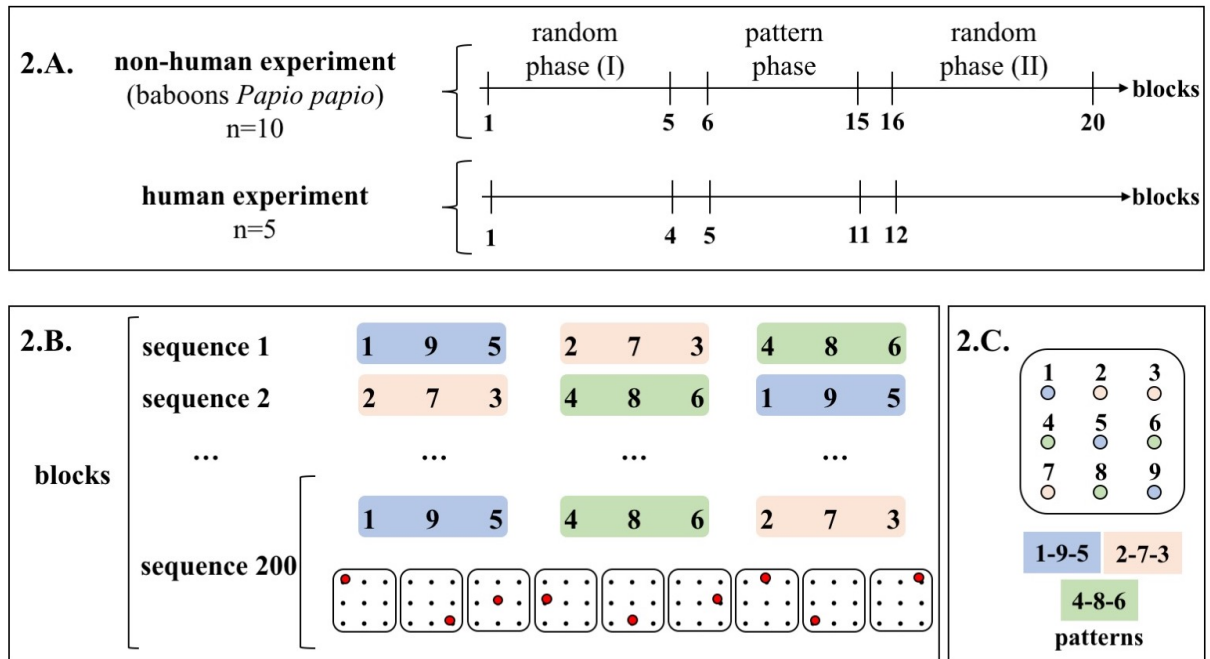 2.A.
non-human experiment
(baboons Papio papio)
n=10
random
phase (I)
pattern
phase
random
phase (II)
blocks
1 5 6 15 16 20
human experiment
n=5
blocks
1 4 5 11 12
2.B.
blocks
sequence 1 1 9 5 2 7 3 4 8 6
sequence 2 2 7 3 4 8 6 1 9 5
... ... ... ...
sequence 200 1 9 5 4 8 6 2 7 3
2.C.
1 2 3
4 5 6
7 8 9
1-9-5 2-7-3
4-8-6
patterns